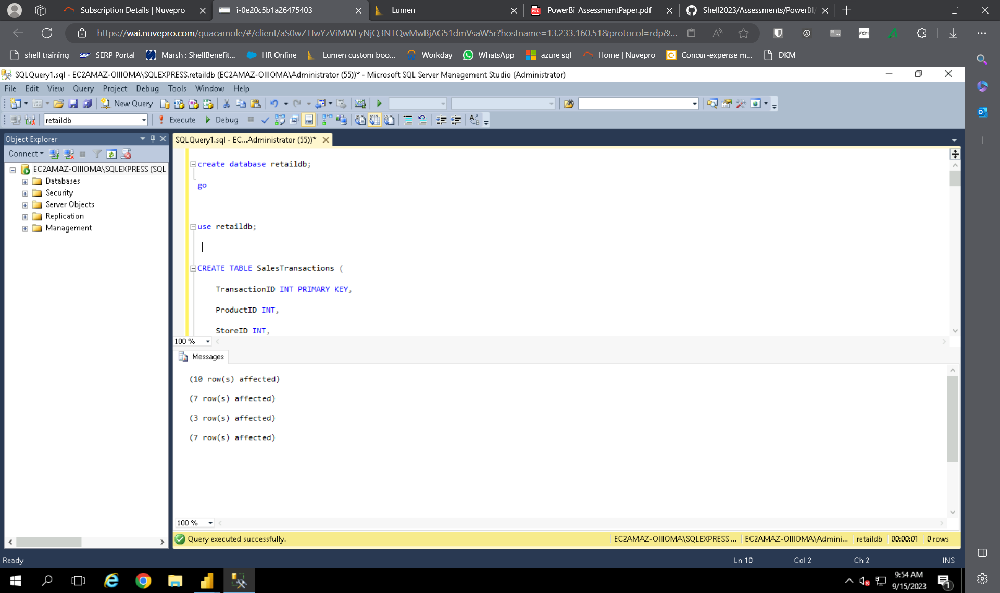 Subscription Details | Nuvepro
i-0e20c5b1a26475403
Lumen
PowerBi_AssessmentPaper.pdf
Shell2023/Assessments/PowerBI/
https://wai.nuvepro.com/guacamole/#/client/aS0wZTIwYzViMWEyNjQ3NTQwMwBjAG51dmVsaW5r?hostname=13.233.160.51&protocol=rdp&...
shell training
SERP Portal
Marsh : ShellBenefit...
HR Online
Lumen custom boo...
Workday
WhatsApp
azure sql
Home | Nuvepro
Concur-expense m...
DKM
SQLQuery1.sql - EC2AMAZ-OIIIOMA\SQLEXPRESS.retaildb (EC2AMAZ-OIIIOMA\Administrator (55))* - Microsoft SQL Server Management Studio (Administrator)
File Edit View Query Project Debug Tools Window Help
New Query
retaildb
Execute
Debug
Object Explorer
Connect
EC2AMAZ-OIIIOMA\SQLEXPRESS (SQL
Databases
Security
Server Objects
Replication
Management
SQLQuery1.sql - EC...Administrator (55))*
create database retaildb;
go
use retaildb;
CREATE TABLE SalesTransactions (
TransactionID INT PRIMARY KEY,
ProductID INT,
StoreID INT,
100 %
Messages
(10 row(s) affected)
(7 row(s) affected)
(3 row(s) affected)
(7 row(s) affected)
100 %
Query executed successfully.
EC2AMAZ-OIIIOMA\SQLEXPRESS ...
EC2AMAZ-OIIIOMA\Admini...
retaildb
00:00:01
0 rows
Ready
Ln 10
Col 2
Ch 2
INS
9:54 AM
9/15/2023
1